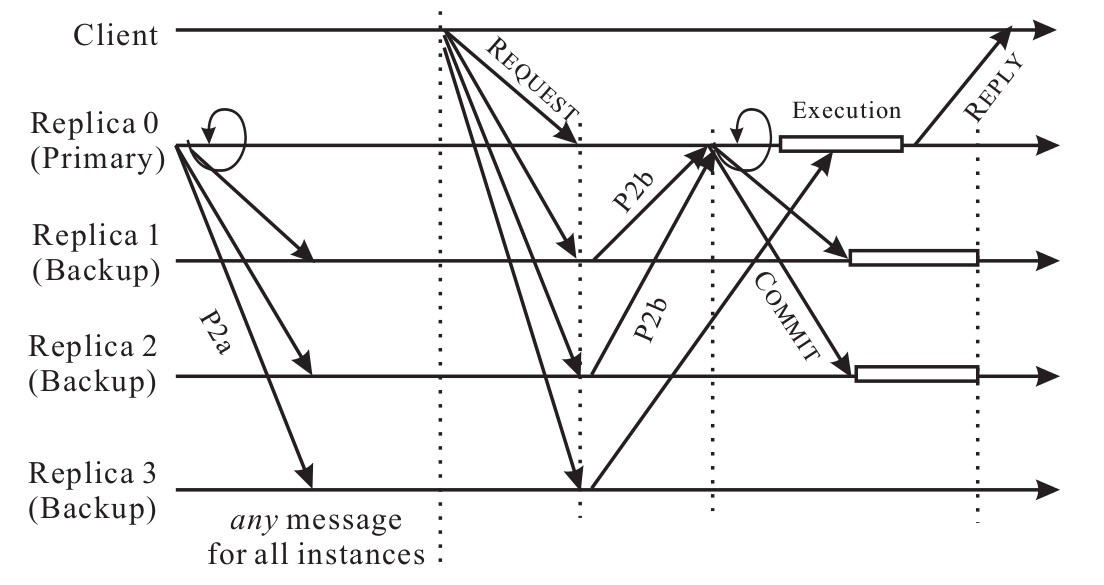 Client
REQUEST
Replica 0
(Primary)
Execution
REPLY
P2b
Replica 1
(Backup)
P2a
P2b
COMMIT
Replica 2
(Backup)
Replica 3
(Backup)
any message
for all instances